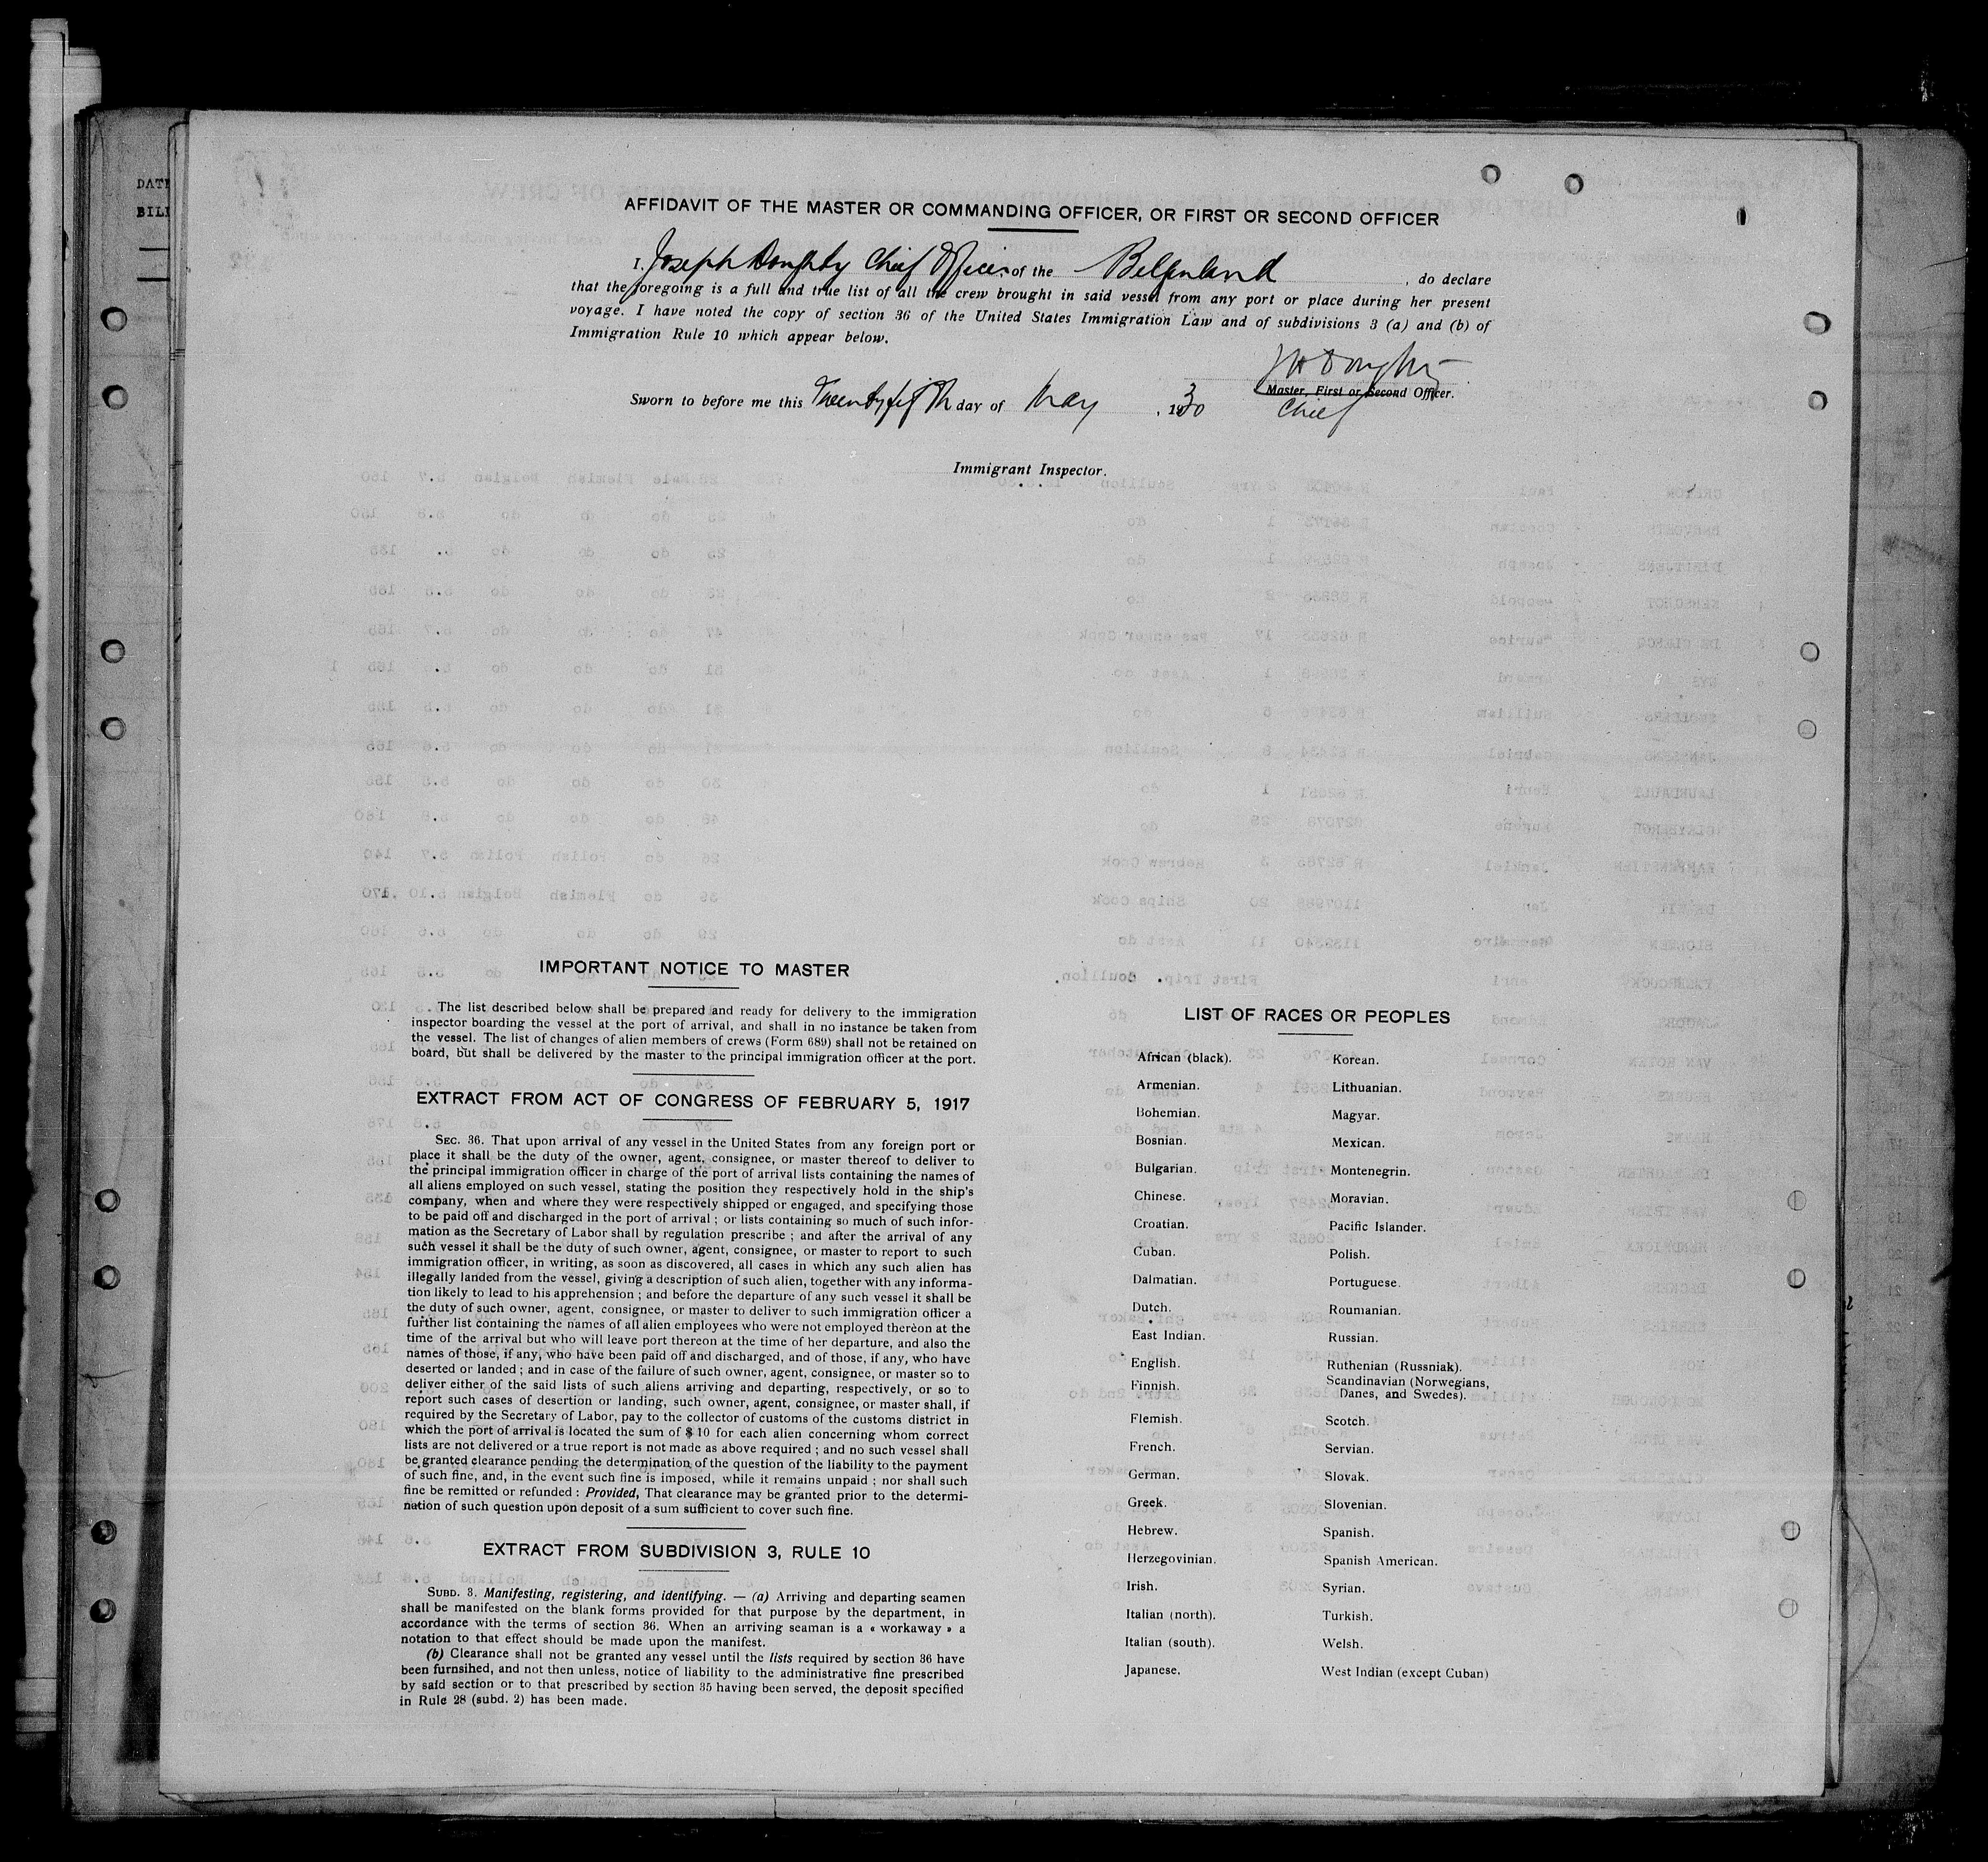 DATE
BILL
AFFIDAVIT OF THE MASTER OR COMMANDING OFFICER, OR FIRST OR SECOND OFFICER
I, Joseph Doughty Chief Officer of the Belgenland, do declare
that the foregoing is a full and true list of all the crew brought in said vessel from any port or place during her present
voyage. I have noted the copy of section 36 of the United States Immigration Law and of subdivisions 3 (a) and (b) of
Immigration Rule 10 which appear below.
Master, First or Second Officer.
Sworn to before me this Twenty fifth day of May, 1930
Chief
Immigrant Inspector.
IMPORTANT NOTICE TO MASTER
The list described below shall be prepared and ready for delivery to the immigration
inspector boarding the vessel at the port of arrival, and shall in no instance be taken from
the vessel. The list of changes of alien members of crews (Form 689) shall not be retained on
board, but shall be delivered by the master to the principal immigration officer at the port.
EXTRACT FROM ACT OF CONGRESS OF FEBRUARY 5, 1917
SEC. 36. That upon arrival of any vessel in the United States from any foreign port or
place it shall be the duty of the owner, agent, consignee, or master thereof to deliver to
the principal immigration officer in charge of the port of arrival lists containing the names of
all aliens employed on such vessel, stating the position they respectively hold in the ship's
company, when and where they were respectively shipped or engaged, and specifying those
to be paid off and discharged in the port of arrival ; or lists containing so much of such infor-
mation as the Secretary of Labor shall by regulation prescribe ; and after the arrival of any
such vessel it shall be the duty of such owner, agent, consignee, or master to report to such
immigration officer, in writing, as soon as discovered, all cases in which any such alien has
illegally landed from the vessel, giving a description of such alien, together with any informa-
tion likely to lead to his apprehension ; and before the departure of any such vessel it shall be
the duty of such owner, agent, consignee, or master to deliver to such immigration officer a
further list containing the names of all alien employees who were not employed thereon at the
time of the arrival but who will leave port thereon at the time of her departure, and also the
names of those, if any, who have been paid off and discharged, and of those, if any, who have
deserted or landed ; and in case of the failure of such owner, agent, consignee, or master so to
deliver either of the said lists of such aliens arriving and departing, respectively, or so to
report such cases of desertion or landing, such owner, agent, consignee, or master shall, if
required by the Secretary of Labor, pay to the collector of customs of the customs district in
which the port of arrival is located the sum of $ 10 for each alien concerning whom correct
lists are not delivered or a true report is not made as above required ; and no such vessel shall
be granted clearance pending the determination of the question of the liability to the payment
of such fine, and, in the event such fine is imposed, while it remains unpaid ; nor shall such
fine be remitted or refunded : Provided, That clearance may be granted prior to the determi-
nation of such question upon deposit of a sum sufficient to cover such fine.
EXTRACT FROM SUBDIVISION 3, RULE 10
SUBD. 3. Manifesting, registering, and identifying. — (a) Arriving and departing seamen
shall be manifested on the blank forms provided for that purpose by the department, in
accordance with the terms of section 36. When an arriving seaman is a « workaway » a
notation to that effect should be made upon the manifest.
(b) Clearance shall not be granted any vessel until the lists required by section 36 have
been furnsihed, and not then unless, notice of liability to the administrative fine prescribed
by said section or to that prescribed by section 35 having been served, the deposit specified
in Rule 28 (subd. 2) has been made.
LIST OF RACES OR PEOPLES
African (black).
Armenian.
Bohemian.
Bosnian.
Bulgarian.
Chinese.
Croatian.
Cuban.
Dalmatian.
Dutch.
East Indian.
English.
Finnish.
Flemish.
French.
German.
Greek.
Hebrew.
Herzegovinian.
Irish.
Italian (north).
Italian (south).
Japanese.
Korean.
Lithuanian.
Magyar.
Mexican.
Montenegrin.
Moravian.
Pacific Islander.
Polish.
Portuguese.
Roumanian.
Russian.
Ruthenian (Russniak).
Scandinavian (Norwegians,
Danes, and Swedes).
Scotch.
Servian.
Slovak.
Slovenian.
Spanish.
Spanish American.
Syrian.
Turkish.
Welsh.
West Indian (except Cuban)